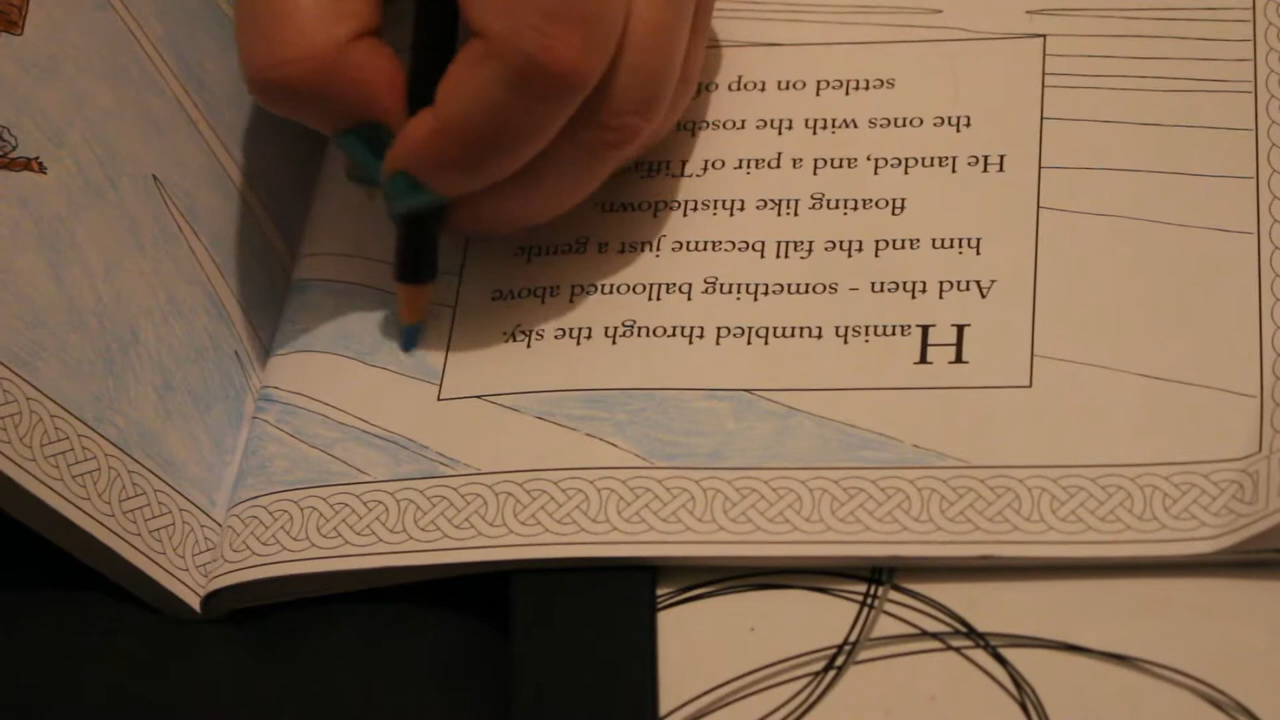 Hamish tumbled through the sky.
And then – something ballooned above
him and the fall became just a gentle
floating like thistledown.
He landed, and a pair of
the ones with the
settled on top of